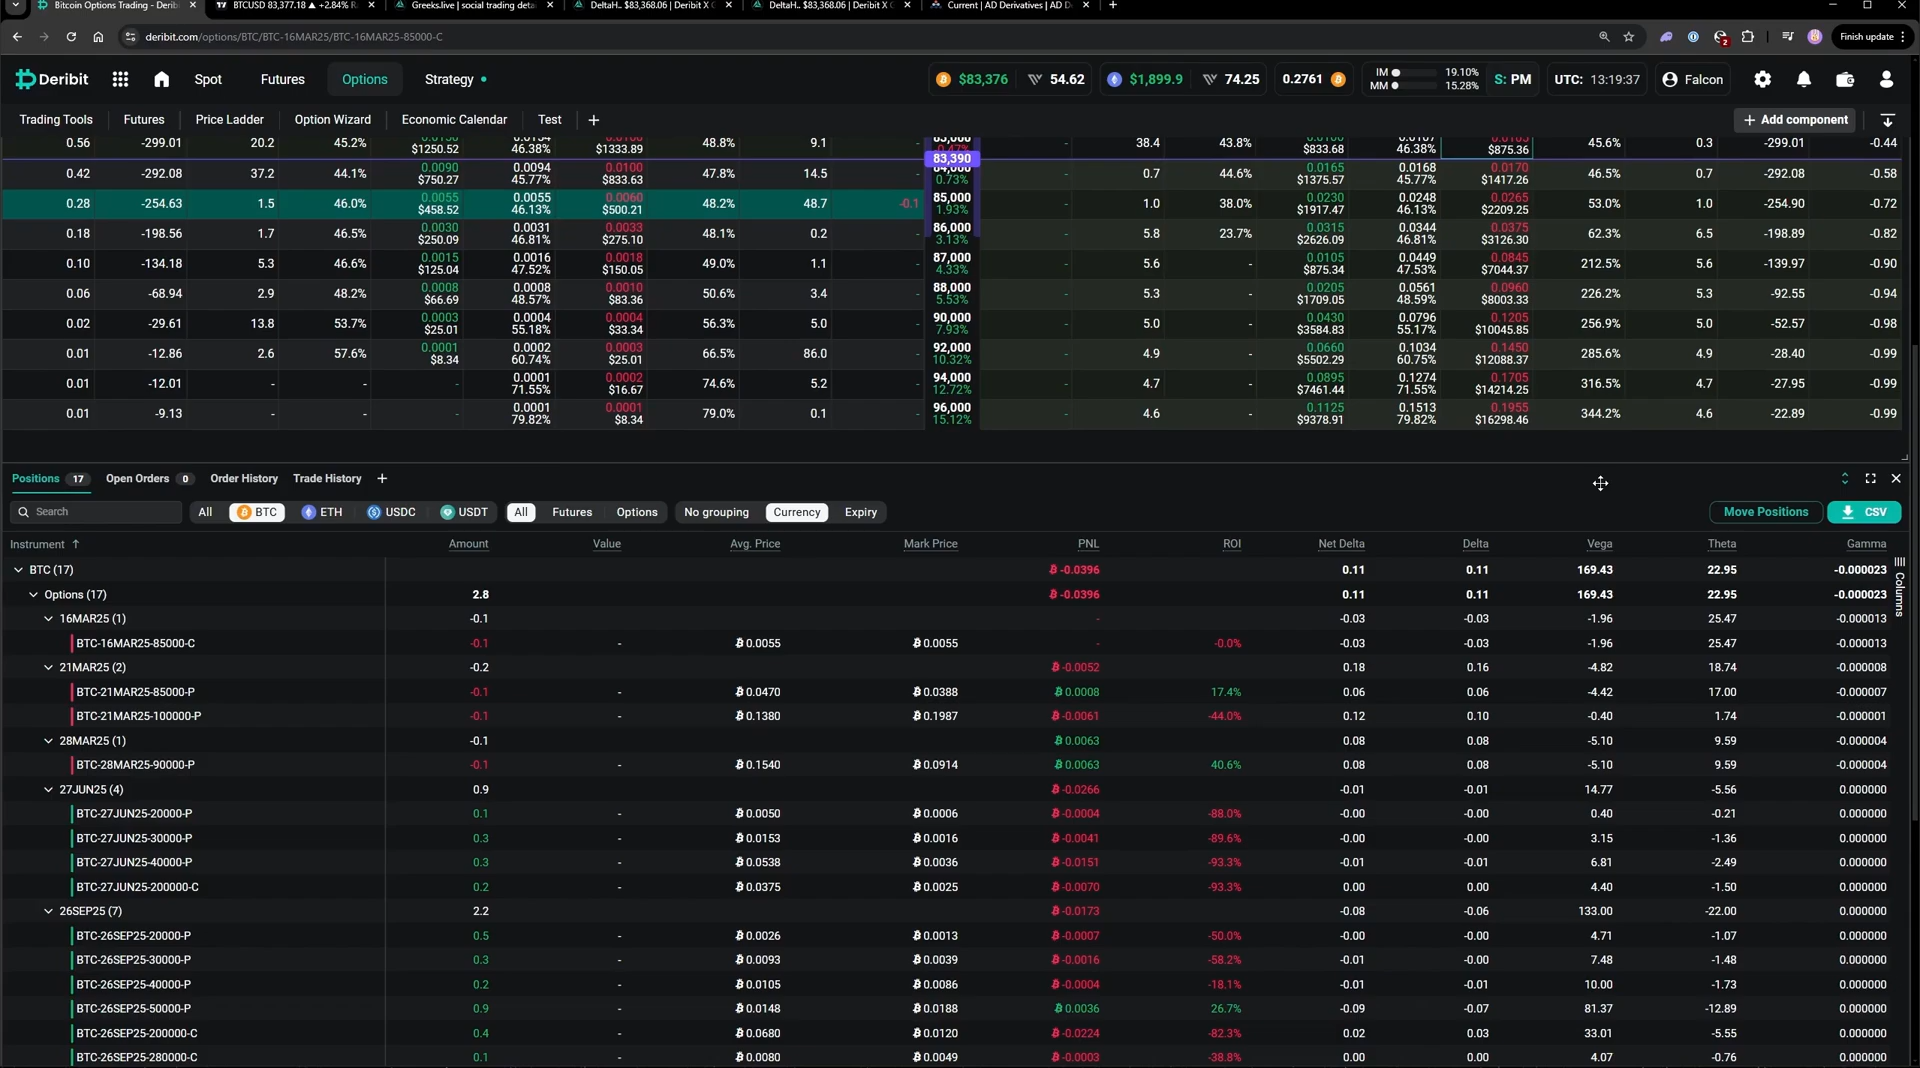 Bitcoin Options Trading - Deribi
BTCUSD 83,377.18 ▲ +2.84%
Greeks.live | social trading deta
DeltaH.. $83,368.06 | Deribit X
DeltaH.. $83,368.06 | Deribit X
Current | AD Derivatives | AD D
deribit.com/options/BTC/BTC-16MAR25/BTC-16MAR25-85000-C
2
Finish update
Deribit
Spot
Futures
Options
Strategy
$83,376
54.62
$1,899.9
74.25
0.2761
IM 19.10%
MM 15.28%
S: PM
UTC: 13:19:37
Falcon
Trading Tools
Futures
Price Ladder
Option Wizard
Economic Calendar
Test
+
+ Add component
0.56 -299.01 20.2 45.2% $1250.52 46.38% $1333.89 48.8% 9.1 - - 38.4 43.8% $833.68 46.38% $875.36 45.6% 0.3 -299.01 -0.44
83,390
0.42 -292.08 37.2 44.1% 0.0090 $750.27 0.0094 45.77% 0.0100 $833.63 47.8% 14.5 - 0.73% - 0.7 44.6% 0.0165 $1375.57 0.0168 45.77% 0.0170 $1417.26 46.5% 0.7 -292.08 -0.58
0.28 -254.63 1.5 46.0% 0.0055 $458.52 0.0055 46.13% 0.0060 $500.21 48.2% 48.7 -0.1 85,000 1.93% - 1.0 38.0% 0.0230 $1917.47 0.0248 46.13% 0.0265 $2209.25 53.0% 1.0 -254.90 -0.72
0.18 -198.56 1.7 46.5% 0.0030 $250.09 0.0031 46.81% 0.0033 $275.10 48.1% 0.2 - 86,000 3.13% - 5.8 23.7% 0.0315 $2626.09 0.0344 46.81% 0.0375 $3126.30 62.3% 6.5 -198.89 -0.82
0.10 -134.18 5.3 46.6% 0.0015 $125.04 0.0016 47.52% 0.0018 $150.05 49.0% 1.1 - 87,000 4.33% - 5.6 - 0.0105 $875.34 0.0449 47.53% 0.0845 $7044.37 212.5% 5.6 -139.97 -0.90
0.06 -68.94 2.9 48.2% 0.0008 $66.69 0.0008 48.57% 0.0010 $83.36 50.6% 3.4 - 88,000 5.53% - 5.3 - 0.0205 $1709.05 0.0561 48.59% 0.0960 $8003.33 226.2% 5.3 -92.55 -0.94
0.02 -29.61 13.8 53.7% 0.0003 $25.01 0.0004 55.18% 0.0004 $33.34 56.3% 5.0 - 90,000 7.93% - 5.0 - 0.0430 $3584.83 0.0796 55.17% 0.1205 $10045.85 256.9% 5.0 -52.57 -0.98
0.01 -12.86 2.6 57.6% 0.0001 $8.34 0.0002 60.74% 0.0003 $25.01 66.5% 86.0 - 92,000 10.32% - 4.9 - 0.0660 $5502.29 0.1034 60.75% 0.1450 $12088.37 285.6% 4.9 -28.40 -0.99
0.01 -12.01 - - - 0.0001 71.55% 0.0002 $16.67 74.6% 5.2 - 94,000 12.72% - 4.7 - 0.0895 $7461.44 0.1274 71.55% 0.1705 $14214.25 316.5% 4.7 -27.95 -0.99
0.01 -9.13 - - - 0.0001 79.82% 0.0001 $8.34 79.0% 0.1 - 96,000 15.12% - 4.6 - 0.1125 $9378.91 0.1513 79.82% 0.1955 $16298.46 344.2% 4.6 -22.89 -0.99
Positions 17 Open Orders 0 Order History Trade History +
Search All BTC ETH USDC USDT All Futures Options No grouping Currency Expiry Move Positions CSV
Instrument ↑ Amount Value Avg. Price Mark Price PNL ROI Net Delta Delta Vega Theta Gamma
Columns
BTC (17) ₿ -0.0396 0.11 0.11 169.43 22.95 -0.000023
Options (17) 2.8 ₿ -0.0396 0.11 0.11 169.43 22.95 -0.000023
16MAR25 (1) -0.1 - -0.03 -0.03 -1.96 25.47 -0.000013
BTC-16MAR25-85000-C -0.1 - ₿ 0.0055 ₿ 0.0055 - -0.0% -0.03 -0.03 -1.96 25.47 -0.000013
21MAR25 (2) -0.2 ₿ -0.0052 0.18 0.16 -4.82 18.74 -0.000008
BTC-21MAR25-85000-P -0.1 - ₿ 0.0470 ₿ 0.0388 ₿ 0.0008 17.4% 0.06 0.06 -4.42 17.00 -0.000007
BTC-21MAR25-100000-P -0.1 - ₿ 0.1380 ₿ 0.1987 ₿ -0.0061 -44.0% 0.12 0.10 -0.40 1.74 -0.000001
28MAR25 (1) -0.1 ₿ 0.0063 0.08 0.08 -5.10 9.59 -0.000004
BTC-28MAR25-90000-P -0.1 - ₿ 0.1540 ₿ 0.0914 ₿ 0.0063 40.6% 0.08 0.08 -5.10 9.59 -0.000004
27JUN25 (4) 0.9 ₿ -0.0266 -0.01 -0.01 14.77 -5.56 0.000000
BTC-27JUN25-20000-P 0.1 - ₿ 0.0050 ₿ 0.0006 ₿ -0.0004 -88.0% -0.00 -0.00 0.40 -0.21 0.000000
BTC-27JUN25-30000-P 0.3 - ₿ 0.0153 ₿ 0.0016 ₿ -0.0041 -89.6% -0.00 -0.00 3.15 -1.36 0.000000
BTC-27JUN25-40000-P 0.3 - ₿ 0.0538 ₿ 0.0036 ₿ -0.0151 -93.3% -0.01 -0.01 6.81 -2.49 0.000000
BTC-27JUN25-200000-C 0.2 - ₿ 0.0375 ₿ 0.0025 ₿ -0.0070 -93.3% 0.00 0.00 4.40 -1.50 0.000000
26SEP25 (7) 2.2 ₿ -0.0173 -0.08 -0.06 133.00 -22.00 0.000000
BTC-26SEP25-20000-P 0.5 - ₿ 0.0026 ₿ 0.0013 ₿ -0.0007 -50.0% -0.00 -0.00 4.71 -1.07 0.000000
BTC-26SEP25-30000-P 0.3 - ₿ 0.0093 ₿ 0.0039 ₿ -0.0016 -58.2% -0.01 -0.00 7.48 -1.48 0.000000
BTC-26SEP25-40000-P 0.2 - ₿ 0.0105 ₿ 0.0086 ₿ -0.0004 -18.1% -0.01 -0.01 10.00 -1.73 0.000000
BTC-26SEP25-50000-P 0.9 - ₿ 0.0148 ₿ 0.0188 ₿ 0.0036 26.7% -0.09 -0.07 81.37 -12.89 0.000000
BTC-26SEP25-200000-C 0.4 - ₿ 0.0680 ₿ 0.0120 ₿ -0.0224 -82.3% 0.02 0.03 33.01 -5.55 0.000000
BTC-26SEP25-280000-C 0.1 - ₿ 0.0080 ₿ 0.0049 ₿ -0.0003 -38.8% 0.00 0.00 4.07 -0.76 0.000000